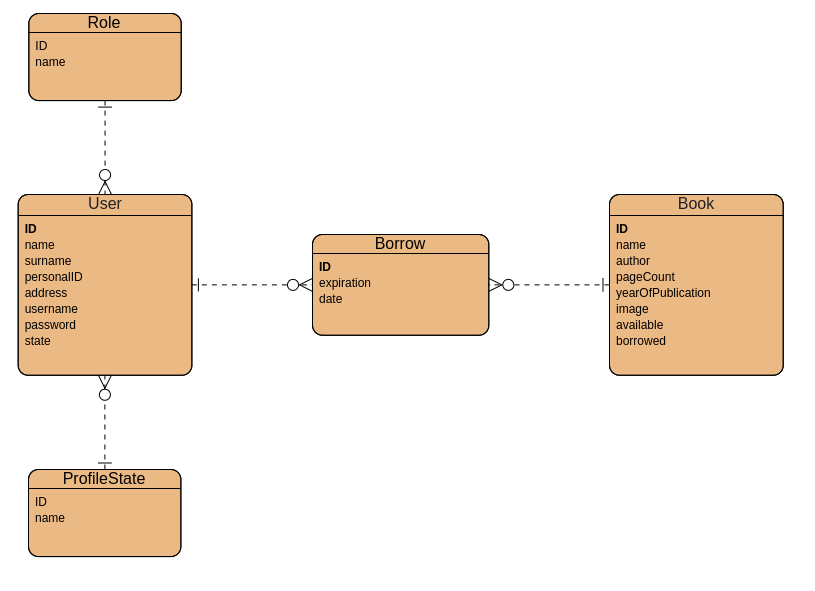 Role
ID
name
User
ID
name
surname
personalID
address
username
password
state
Borrow
ID
expiration
date
Book
ID
name
author
pageCount
yearOfPublication
image
available
borrowed
ProfileState
ID
name